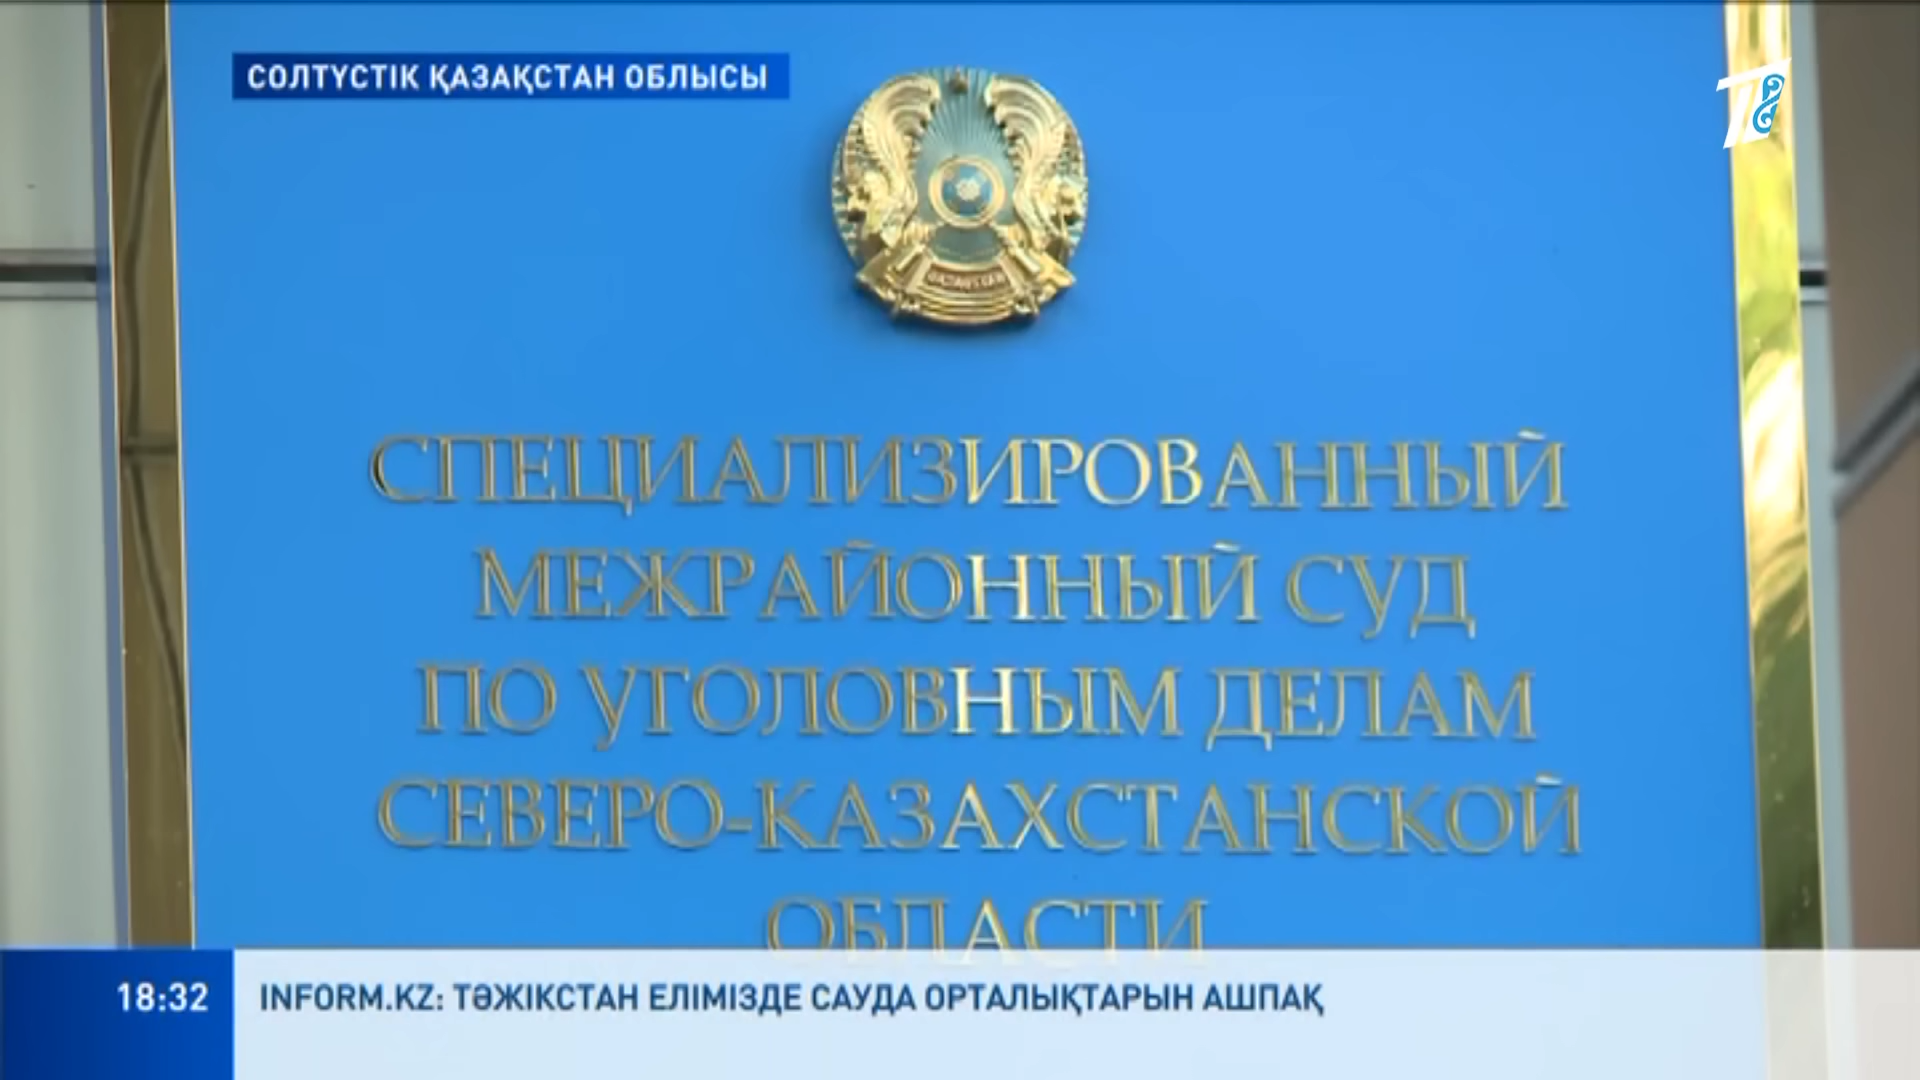 СОЛТҮСТІК ҚАЗАҚСТАН ОБЛЫСЫ
ҚАЗАҚСТАН
СПЕЦИАЛИЗИРОВАННЫЙ
МЕЖРАЙОННЫЙ СУД
ПО УГОЛОВНЫМ ДЕЛАМ
СЕВЕРО-КАЗАХСТАНСКОЙ
ОБЛАСТИ
18:32
INFORM.KZ: ТӘЖІКСТАН ЕЛІМІЗДЕ САУДА ОРТАЛЫҚТАРЫН АШПАҚ